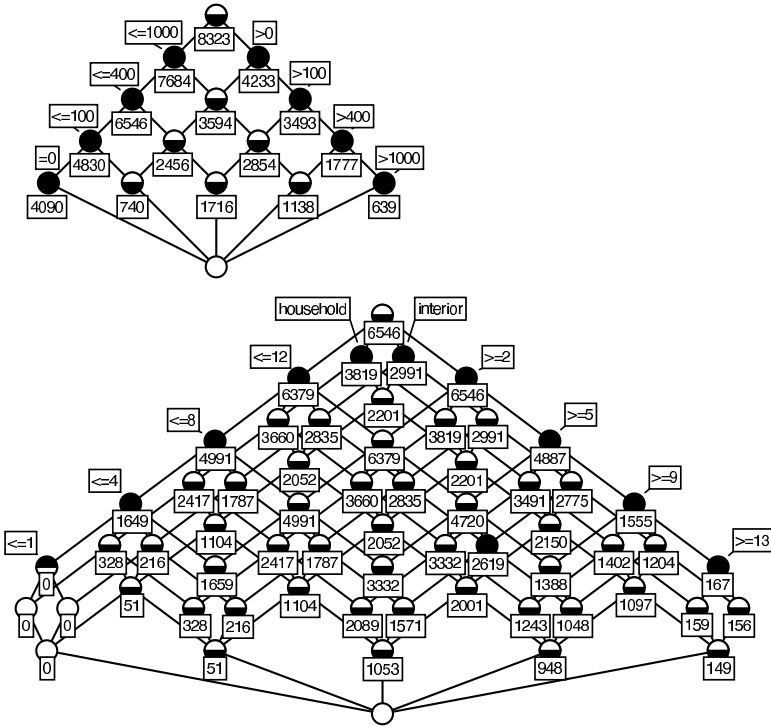 <=1000 >0
8323
<=400 7684 4233 >100
<=100 6546 3594 3493 >400
=0 4830 2456 2854 1777 >1000
4090 740 1716 1138 639
household interior
6546
<=12 3819 2991 >=2
6379 2201 6546
<=8 3660 2835 3819 2991 >=5
4991 6379 4887
2052 2201
<=4 2417 1787 3660 2835 3491 2775 >=9
1649 4991 4720 1555
1104 2052 2150
<=1 328 216 2417 1787 3332 2619 1402 1204 >=13
0 1659 3332 1388 167
51 1104 2001 1097
0 0 328 216 2089 1571 1243 1048 159 156
0 51 1053 948 149